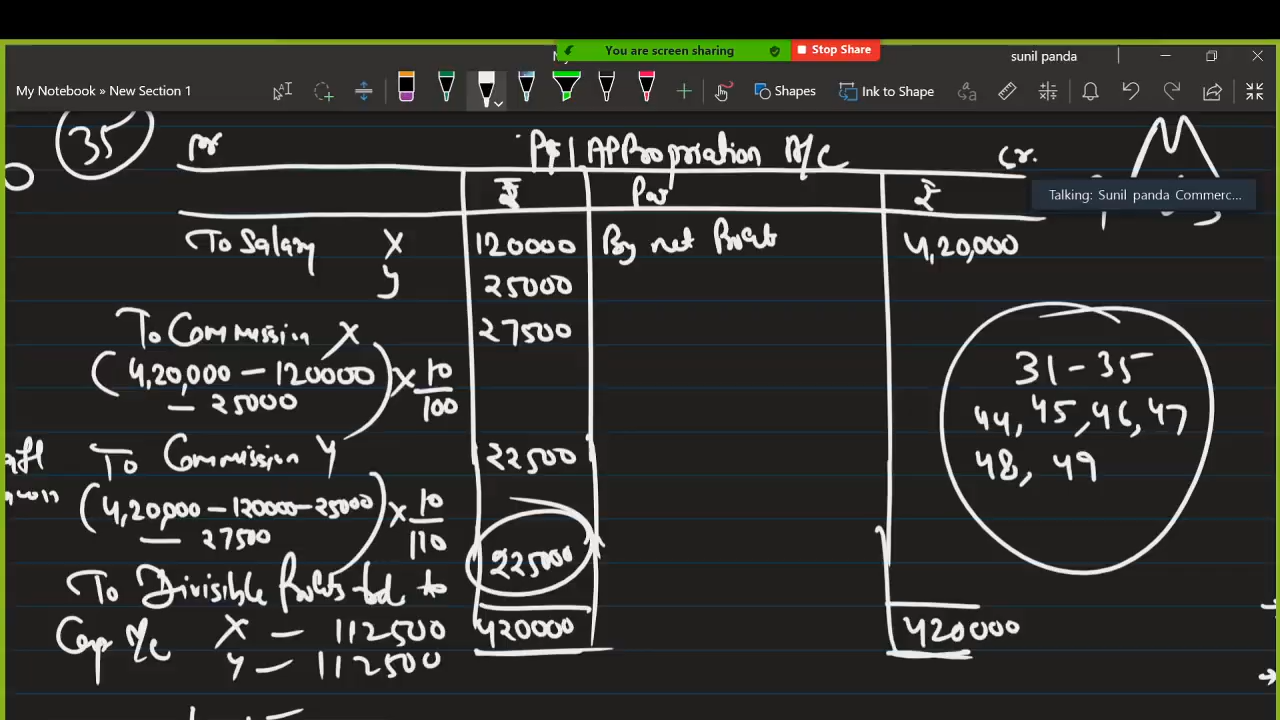 You are screen sharing
Stop Share
sunil panda
My Notebook » New Section 1
Shapes
Ink to Shape
Talking: Sunil panda Commerc...
35
Dr P&l APPropriation A/c Cr.
₹ Par ₹
To Salary X 120000 By net Profit 4,20,000
Y 25000
To Commission X 27500
(4,20,000 - 120000 - 25000) × 10/100
To Commission Y 22500
(4,20,000 - 120000 - 25000 - 27500) × 10/110
To Divisible Profits 225000
Cap A/c X - 112500 420000 420000
Y - 112500
31 - 35
44, 45, 46, 47
48, 49